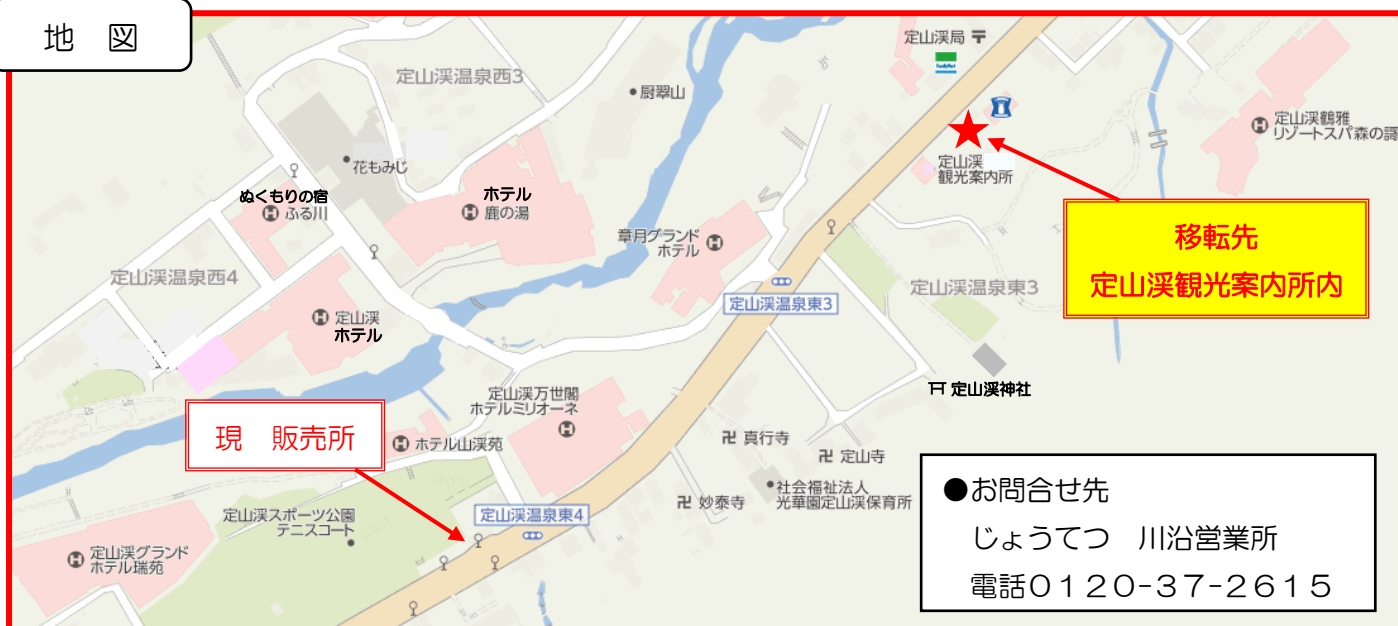 地　図
定山渓局
FamilyMart
定山渓温泉西3
厨翠山
定山渓鶴雅
リゾートスパ森の謌
花もみじ
定山渓
観光案内所
ぬくもりの宿
ふる川
ホテル
鹿の湯
移転先
定山渓観光案内所内
章月グランド
ホテル
定山渓温泉西4
定山渓温泉東3
定山渓温泉東3
定山渓
ホテル
定山渓神社
定山渓万世閣
ホテルミリオーネ
現　販売所
ホテル山渓苑
卍 真行寺
卍 定山寺
社会福祉法人
光華園定山渓保育所
卍 妙泰寺
定山渓スポーツ公園
テニスコート
定山渓温泉東4
定山渓グランド
ホテル瑞苑
●お問合せ先
じょうてつ　川沿営業所
電話０１２０-３７-２６１５